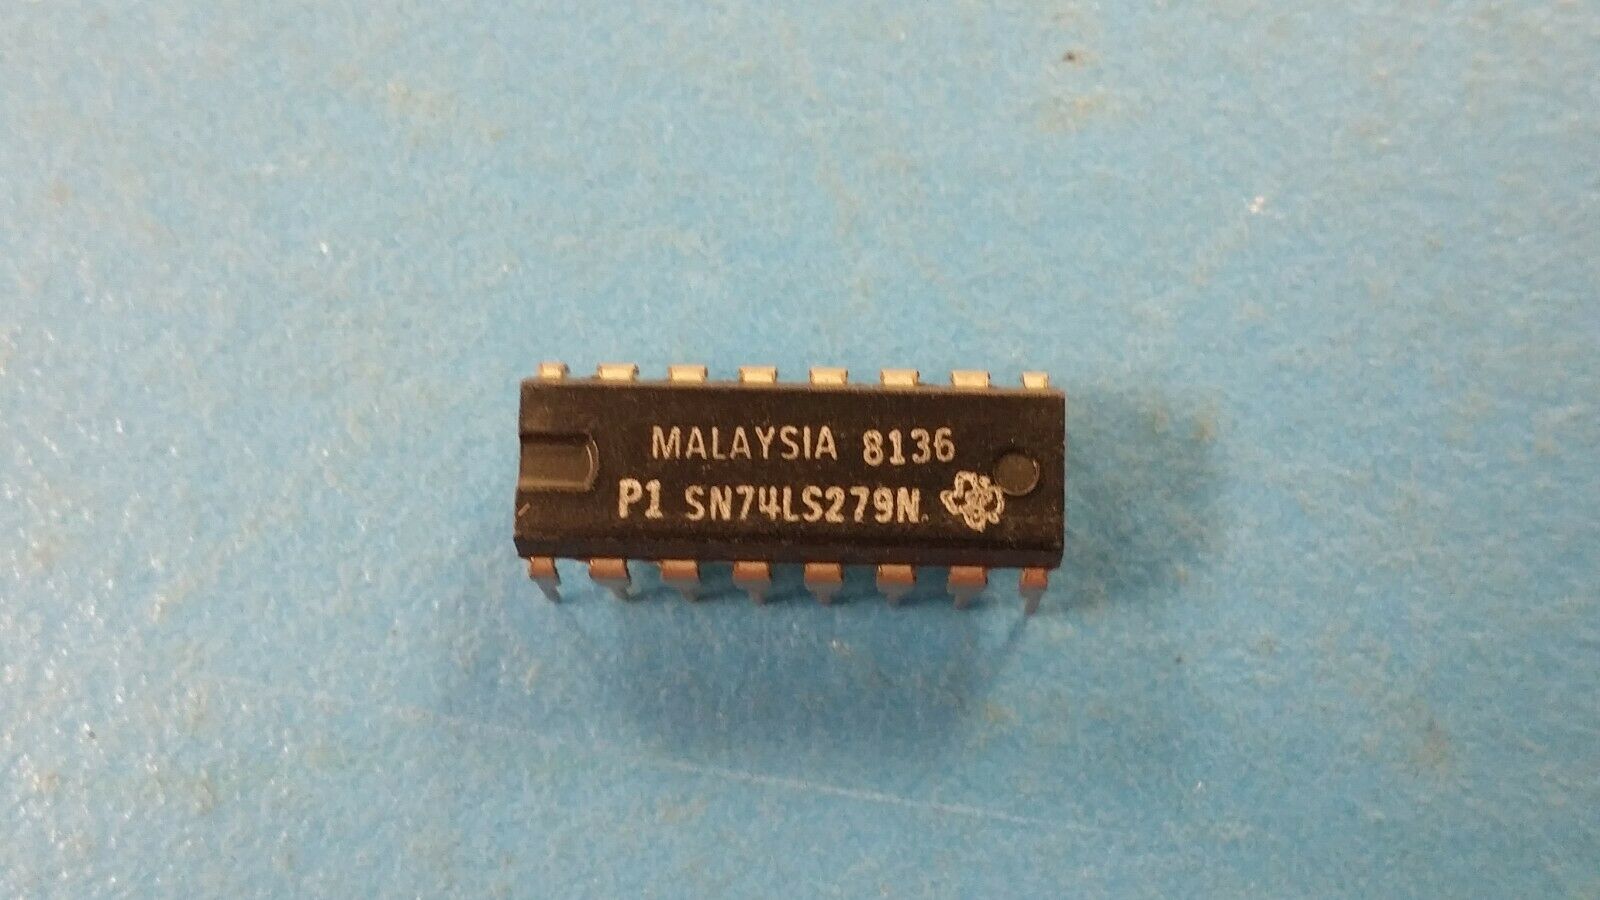 MALAYSIA 8136
P1 SN74LS279N